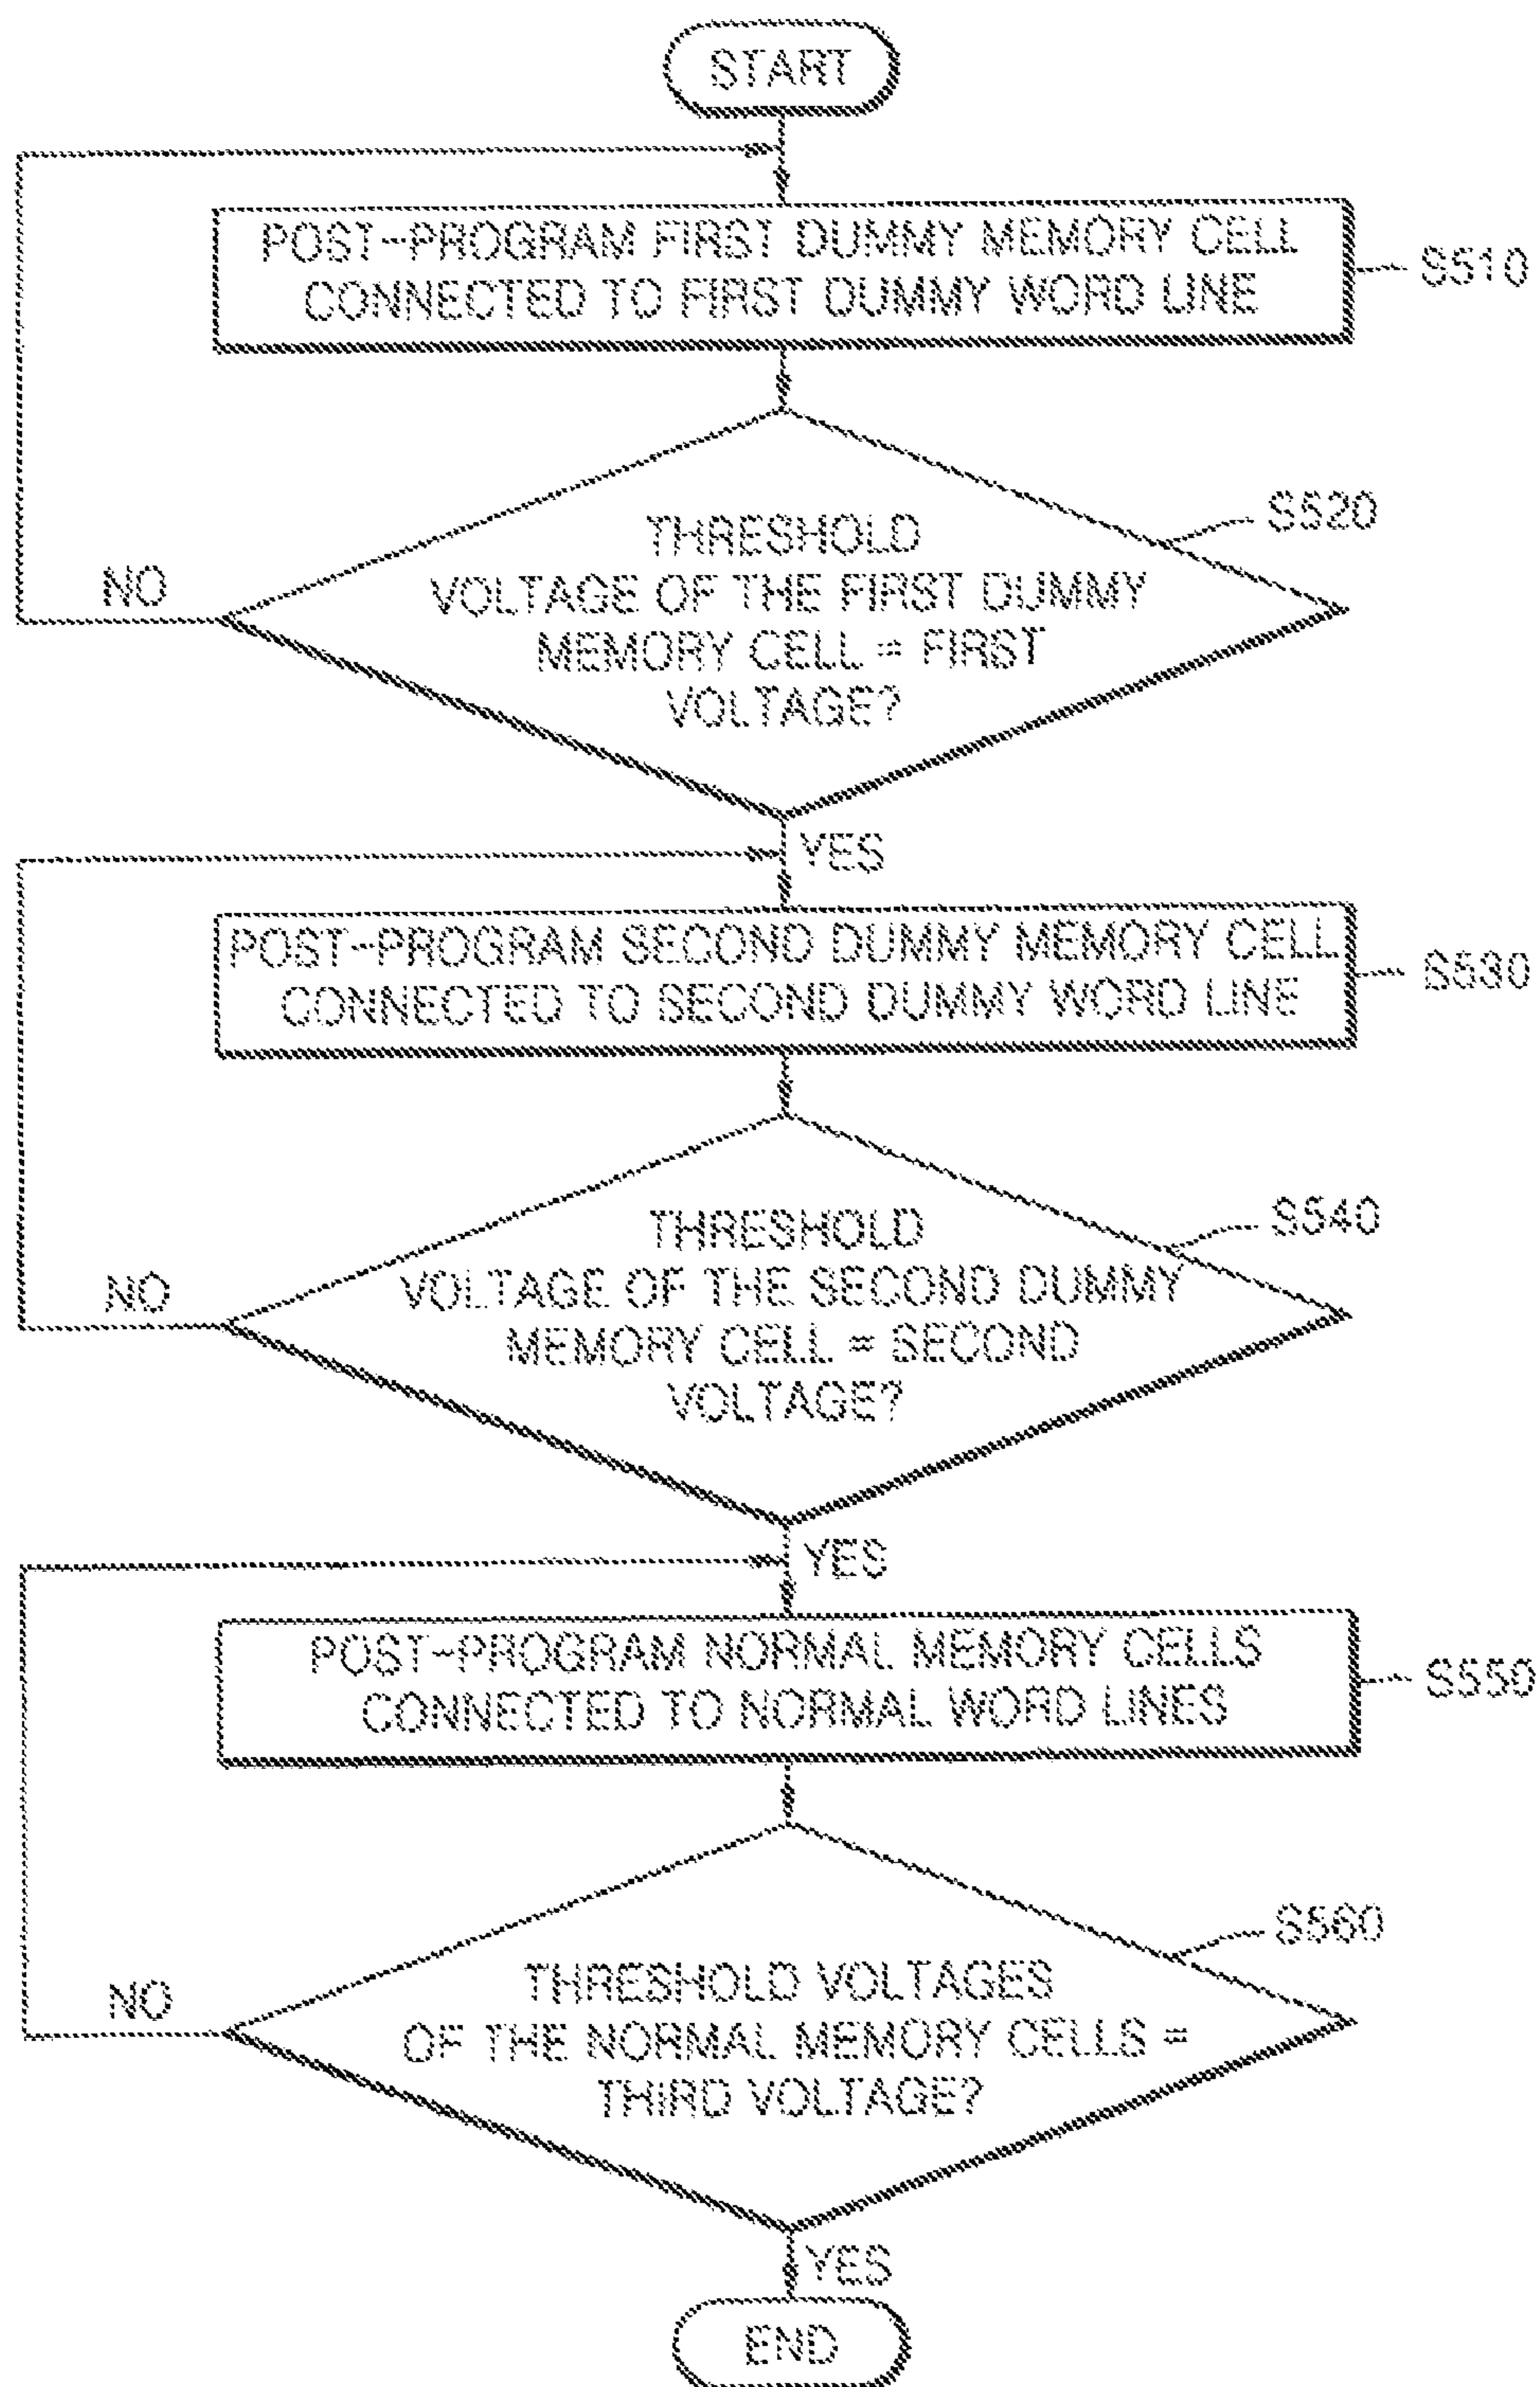 START
POST-PROGRAM FIRST DUMMY MEMORY CELL
CONNECTED TO FIRST DUMMY WORD LINE
S510
THRESHOLD
VOLTAGE OF THE FIRST DUMMY
MEMORY CELL = FIRST
VOLTAGE?
S520
NO
YES
POST-PROGRAM SECOND DUMMY MEMORY CELL
CONNECTED TO SECOND DUMMY WORD LINE
S530
THRESHOLD
VOLTAGE OF THE SECOND DUMMY
MEMORY CELL = SECOND
VOLTAGE?
S540
NO
YES
POST-PROGRAM NORMAL MEMORY CELLS
CONNECTED TO NORMAL WORD LINES
S550
THRESHOLD VOLTAGES
OF THE NORMAL MEMORY CELLS =
THIRD VOLTAGE?
S560
NO
YES
END